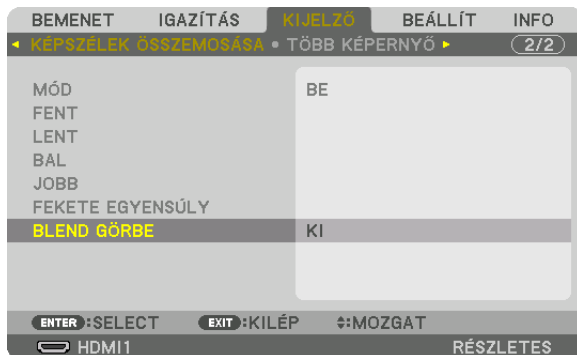 BEMENET IGAZÍTÁS KIJELZŐ BEÁLLÍT INFO
KÉPSZÉLEK ÖSSZEMOSÁSA • TÖBB KÉPERNYŐ 2/2
MÓD BE
FENT
LENT
BAL
JOBB
FEKETE EGYENSÚLY
BLEND GÖRBE KI
ENTER :SELECT EXIT :KILÉP :MOZGAT
HDMI1 RÉSZLETES